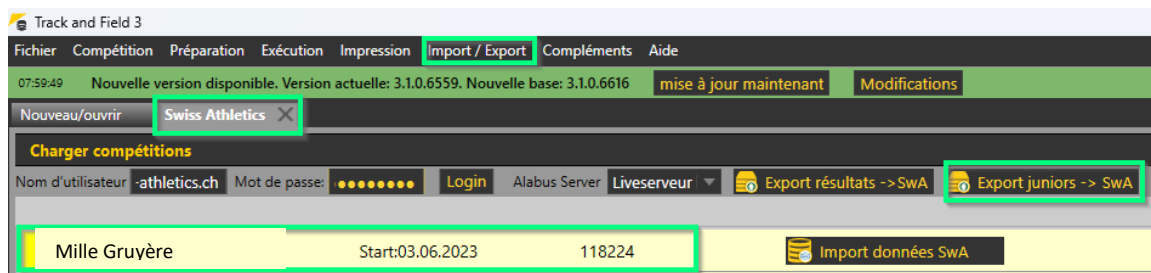 Track and Field 3
Fichier Compétition Préparation Exécution Impression Import / Export Compléments Aide
07:59:49 Nouvelle version disponible. Version actuelle: 3.1.0.6559. Nouvelle base: 3.1.0.6616 mise à jour maintenant Modifications
Nouveau/ouvrir Swiss Athletics
Charger compétitions
Nom d'utilisateur -athletics.ch Mot de passe: Login Alabus Server Liveserveur Export résultats ->SwA Export juniors -> SwA
Mille Gruyère Start:03.06.2023 118224 Import données SwA